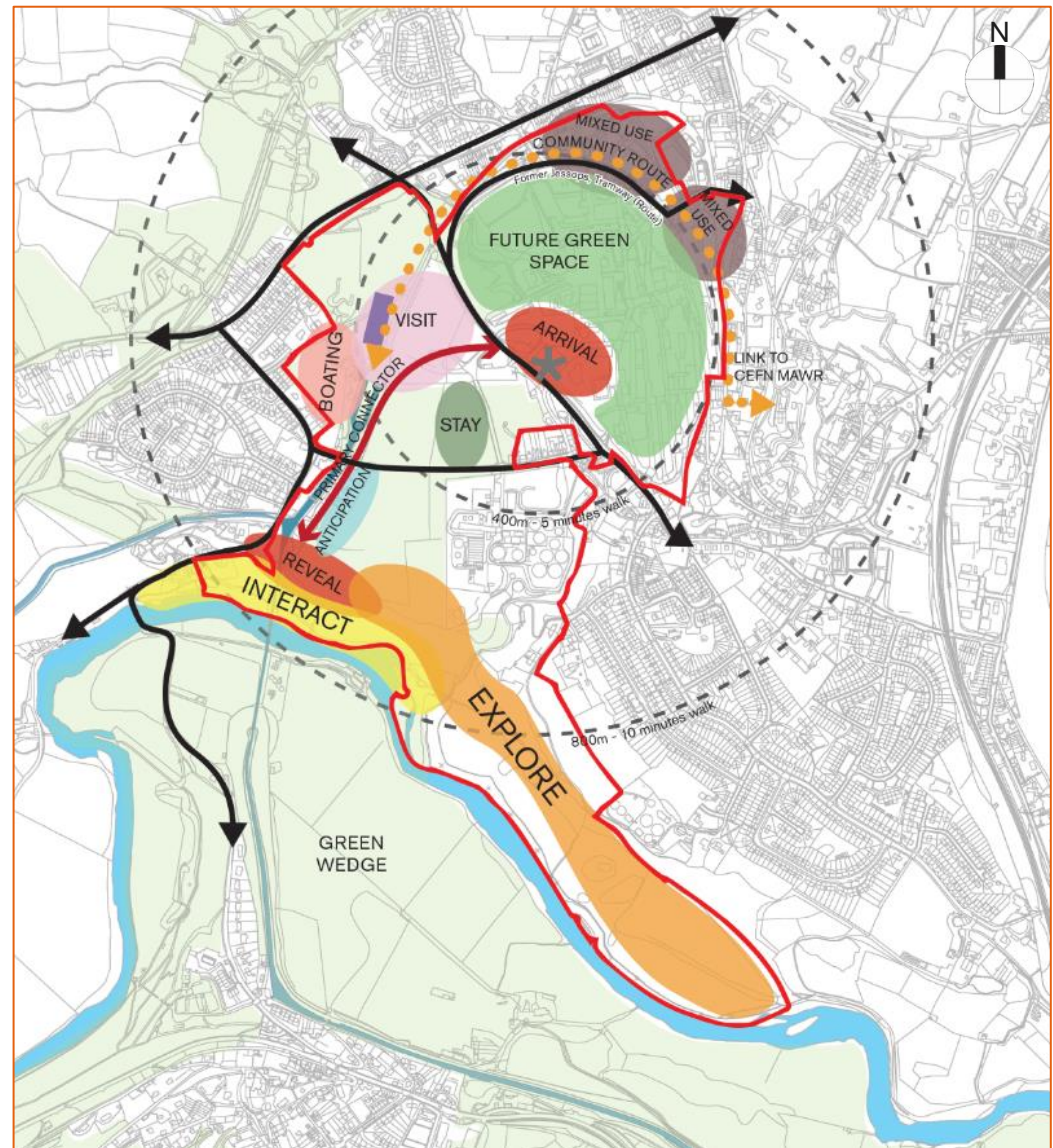 N
MIXED USE
COMMUNITY ROUTE
Former Jessops, Tramway (Route)
MIXED
USE
FUTURE GREEN
SPACE
VISIT
ARRIVAL
BOATING
LINK TO
CEFN MAWR
STAY
PRIMARY CONNECTOR
ANTICIPATION
400m - 5 minutes walk
REVEAL
INTERACT
EXPLORE
800m - 10 minutes walk
GREEN
WEDGE